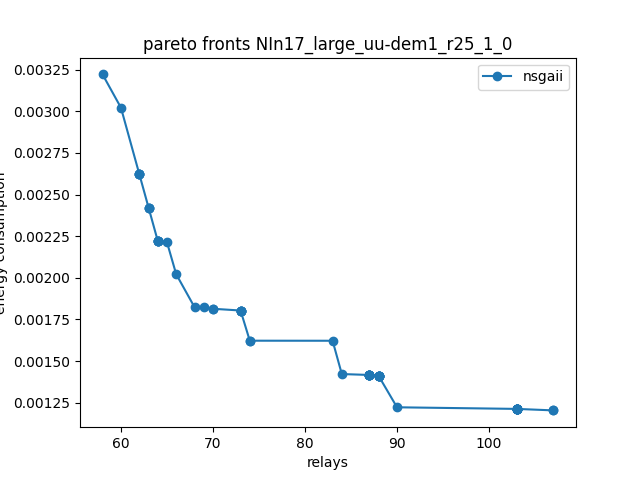 pareto fronts NIn17_large_uu-dem1_r25_1_0
nsgaii
0.00325
0.00300
0.00275
0.00250
0.00225
0.00200
0.00175
0.00150
0.00125
energy consumption
60 70 80 90 100
relays